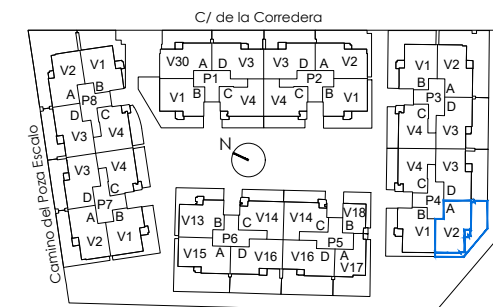 C/ de la Corredera
V30 A D V3 V3 D A V2
P1 P2
V1 B C V4 V4 C B V1
V2 V1
A B
P8
D C
V3 V4
V3 V4
D C
P7
A B
V2 V1
V1 V2
B A
P3
C D
V4 V3
V4 V3
C D
P4
B A
V1 V2
N
V13 B C V14 V14 C B V18
P6 P5
V15 A D V16 V16 D A V17
Camino del Poza Escalo